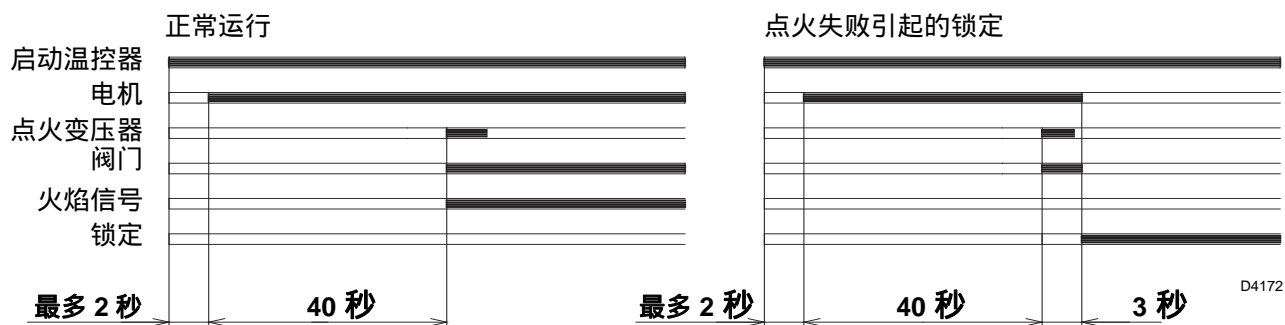 正常运行
点火失败引起的锁定
启动温控器
电机
点火变压器
阀门
火焰信号
锁定
最多 2 秒
40 秒
最多 2 秒
40 秒
3 秒
D4172